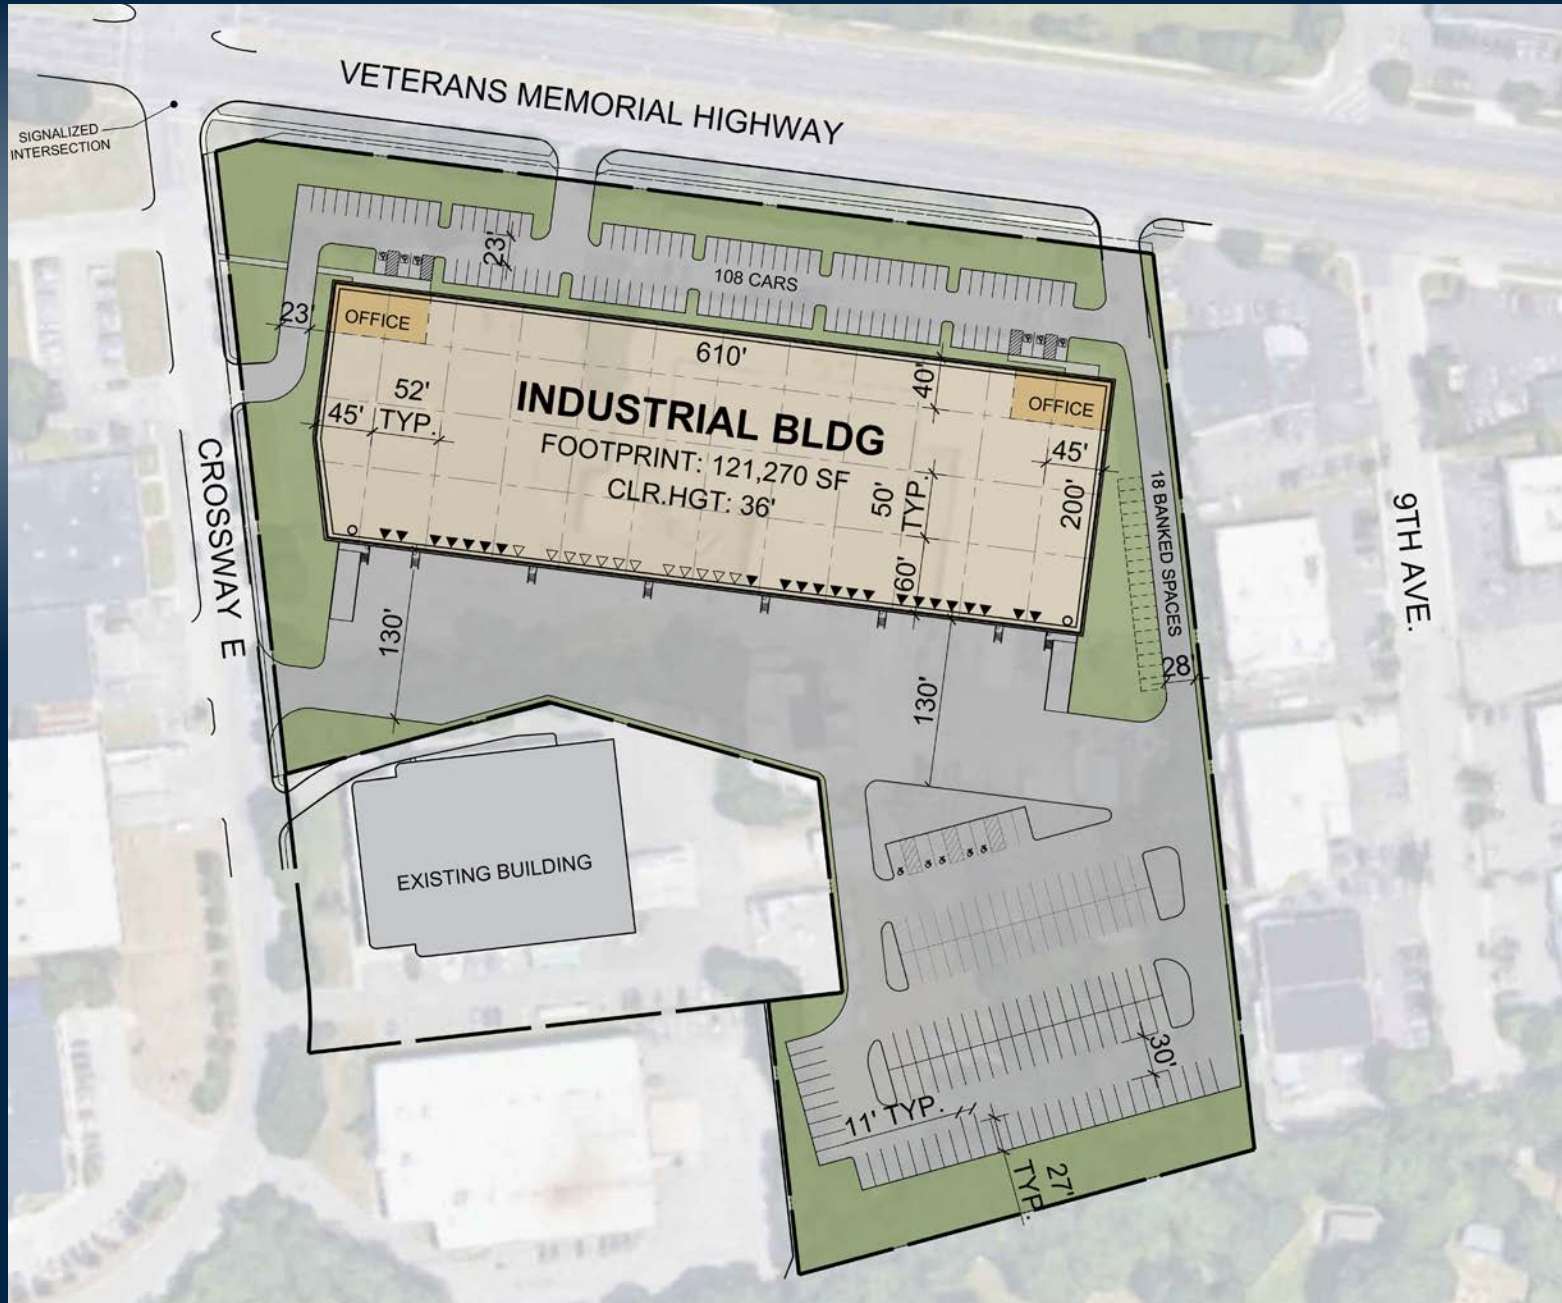 VETERANS MEMORIAL HIGHWAY
SIGNALIZED
INTERSECTION
23'
108 CARS
23'
OFFICE
610'
40'
OFFICE
52'
TYP.
45'
INDUSTRIAL BLDG
FOOTPRINT: 121,270 SF
CLR.HGT: 36'
45'
50'
TYP.
200'
60'
CROSSWAY E
18 BANKED SPACES
9TH AVE.
130'
28'
130'
EXISTING BUILDING
30'
11' TYP.
27'
TYP.